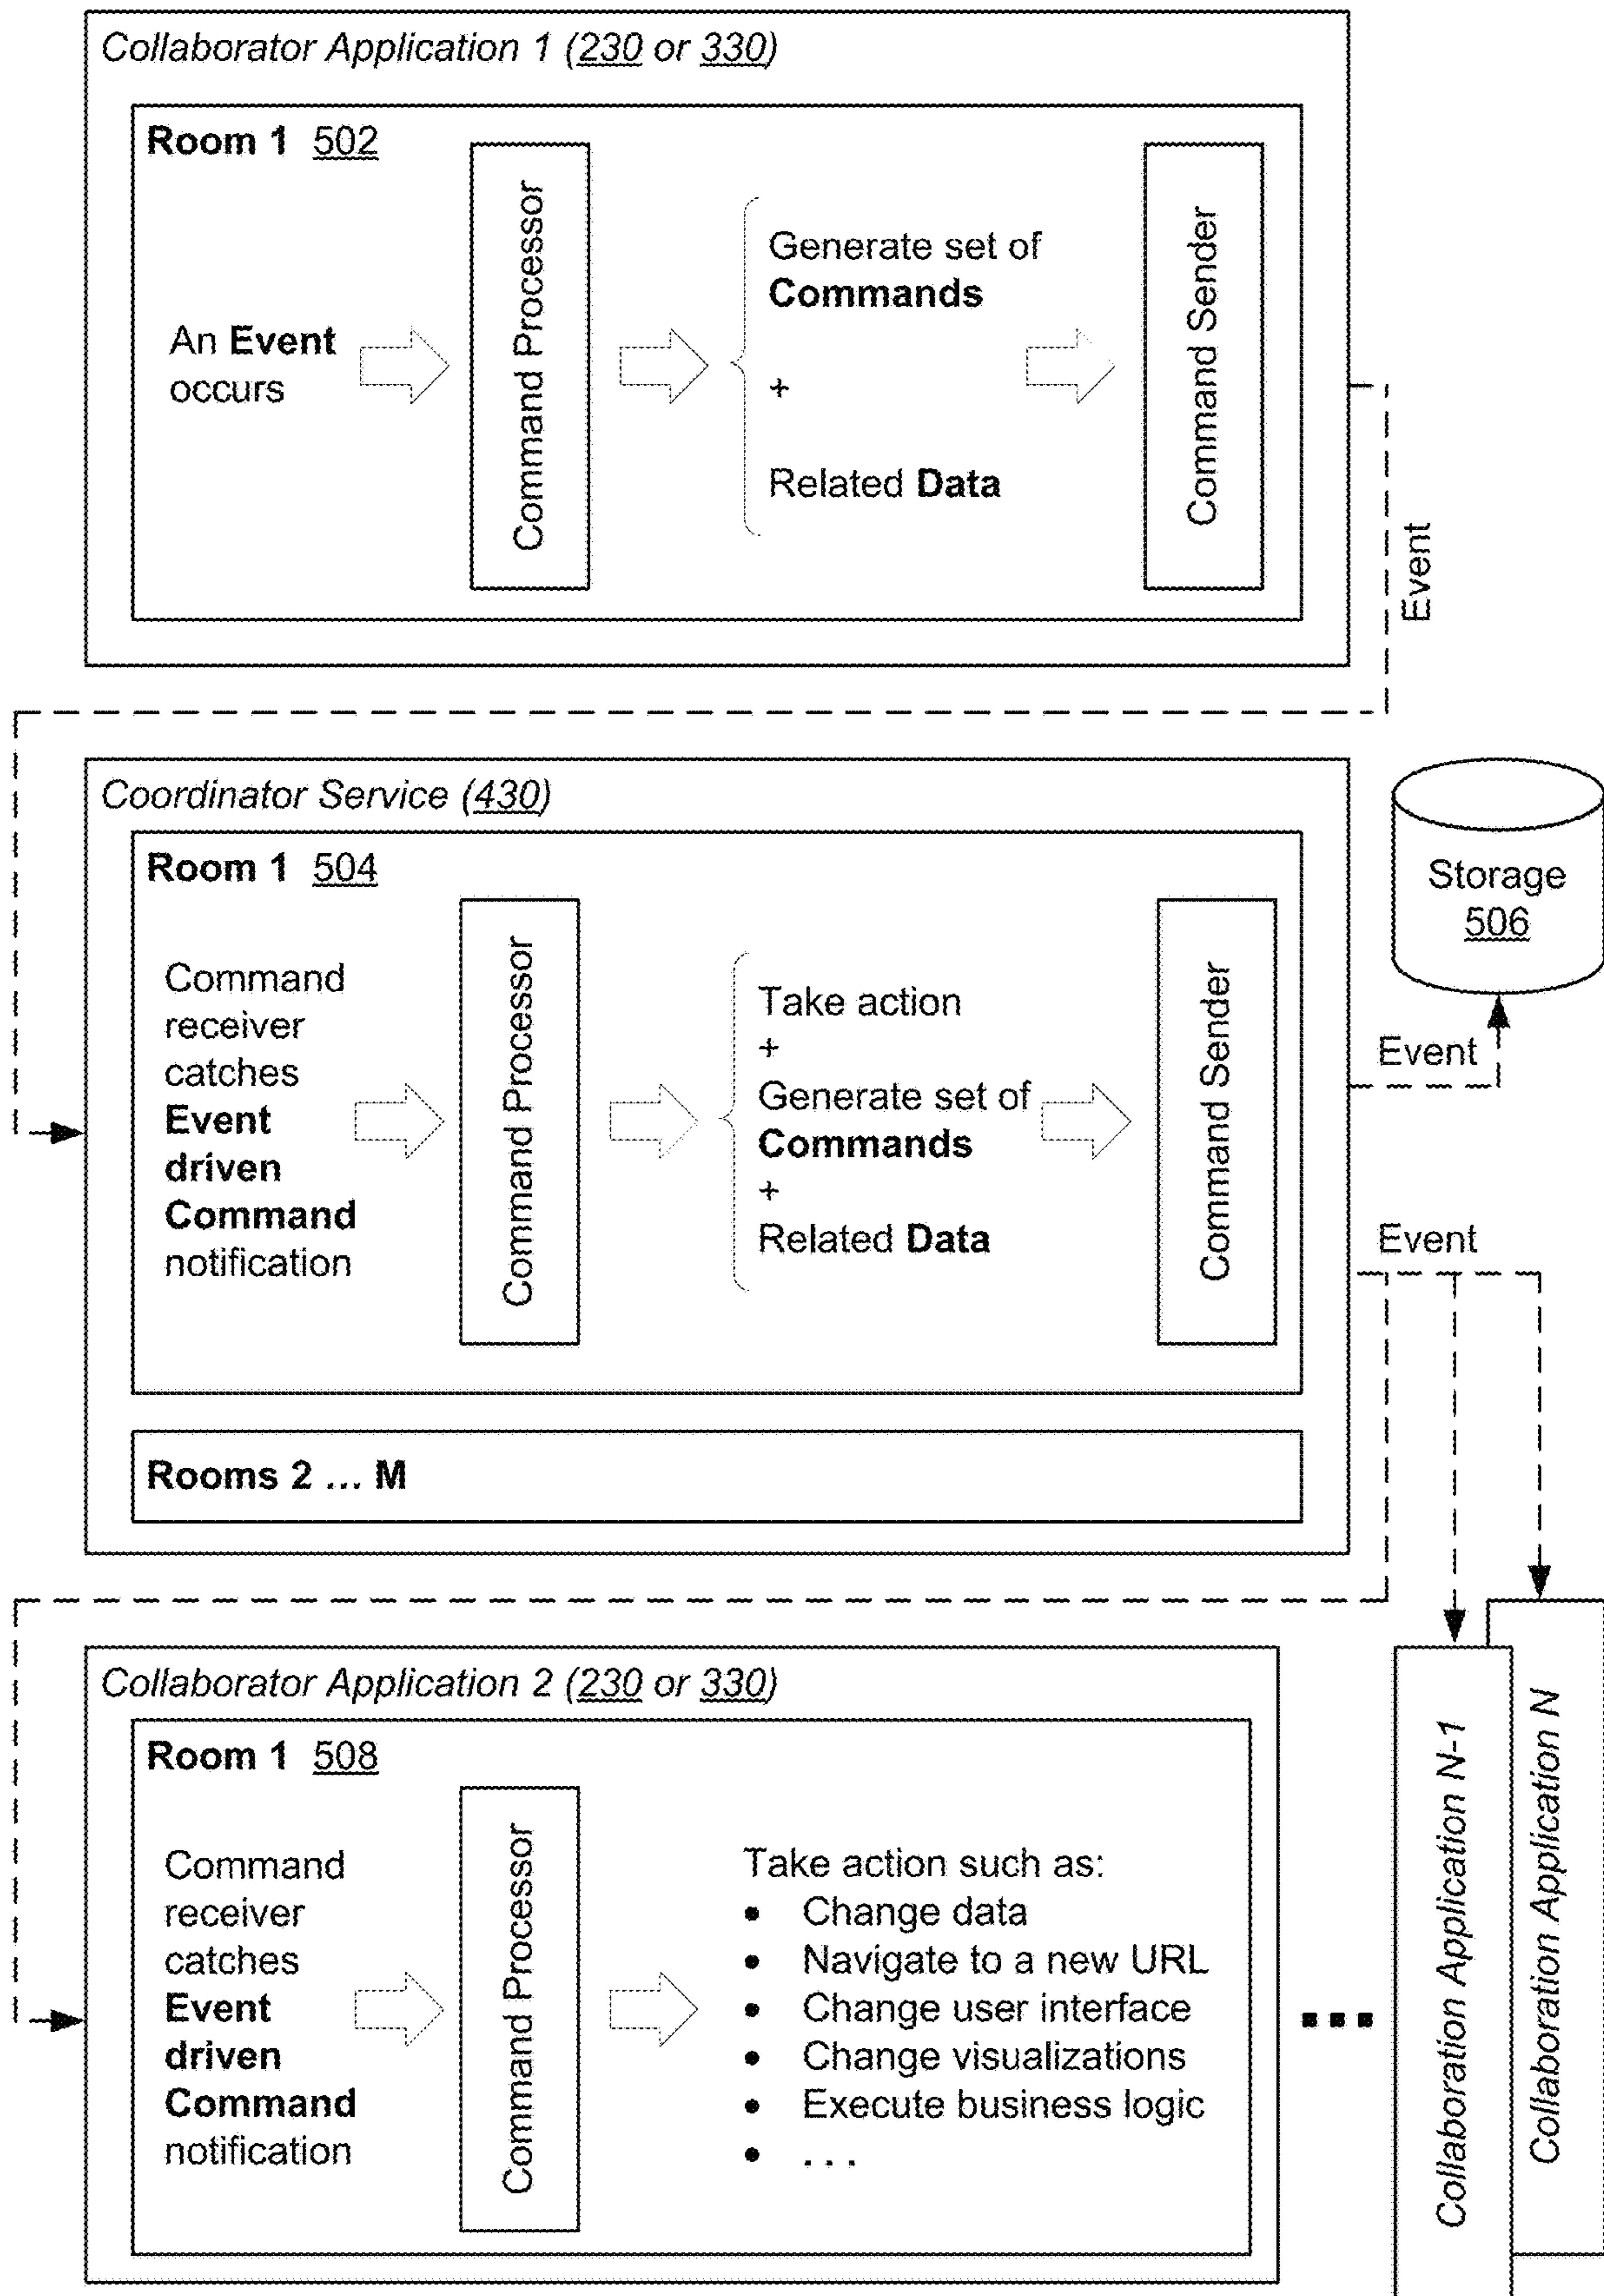 Collaborator Application 1 (230 or 330)
Room 1 502
An Event
occurs
Command Processor
Generate set of
Commands
+
Related Data
Command Sender
Event
Coordinator Service (430)
Room 1 504
Command
receiver
catches
Event
driven
Command
notification
Command Processor
Take action
+
Generate set of
Commands
+
Related Data
Command Sender
Storage
506
Event
Event
Rooms 2 ... M
Collaborator Application 2 (230 or 330)
Room 1 508
Command
receiver
catches
Event
driven
Command
notification
Command Processor
Take action such as:
• Change data
• Navigate to a new URL
• Change user interface
• Change visualizations
• Execute business logic
• . . .
...
Collaboration Application N-1
Collaboration Application N